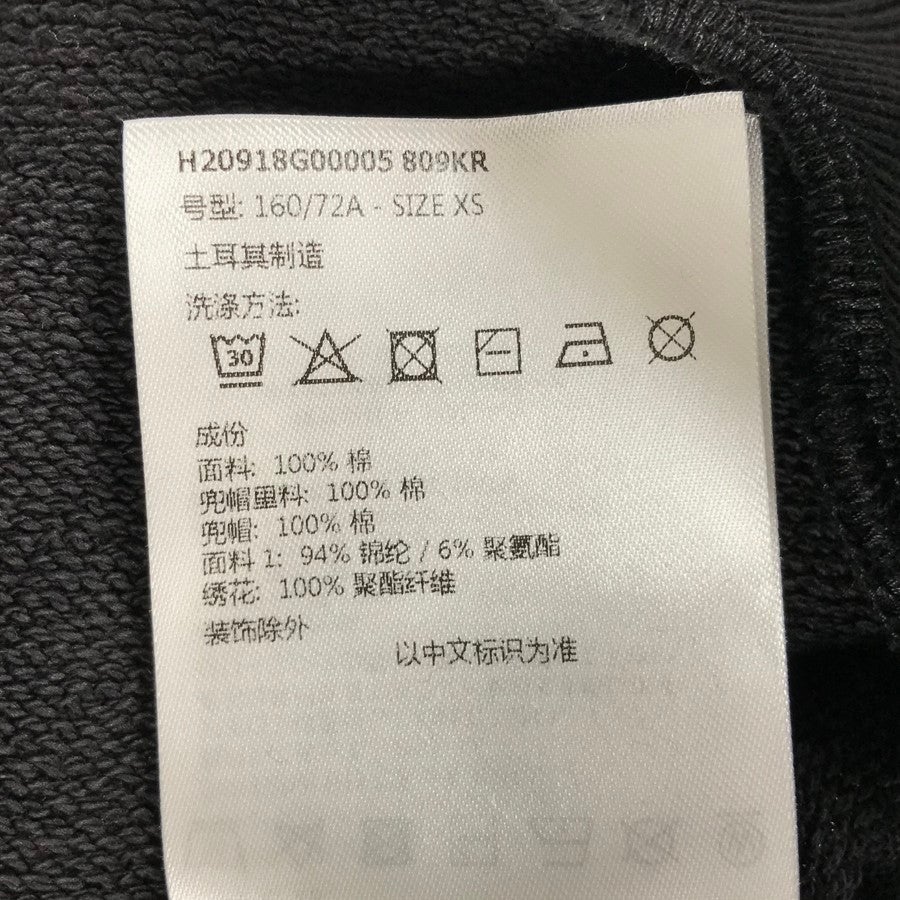 H20918G00005 809KR
号型: 160/72A - SIZE XS
土耳其制造
洗涤方法:
30
成份
面料: 100% 棉
兜帽里料: 100% 棉
兜帽: 100% 棉
面料 1: 94% 锦纶 / 6% 聚氨酯
绣花: 100% 聚酯纤维
装饰除外
以中文标识为准